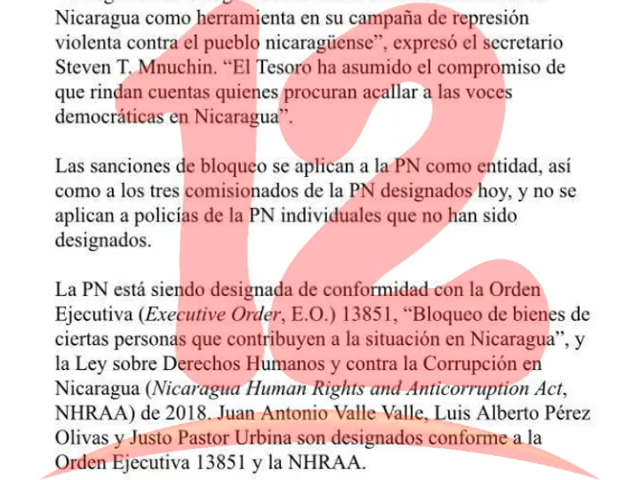 Nicaragua como herramienta en su campaña de represión
violenta contra el pueblo nicaragüense”, expresó el secretario
Steven T. Mnuchin. “El Tesoro ha asumido el compromiso de
que rindan cuentas quienes procuran acallar a las voces
democráticas en Nicaragua”.
Las sanciones de bloqueo se aplican a la PN como entidad, así
como a los tres comisionados de la PN designados hoy, y no se
aplican a policías de la PN individuales que no han sido
designados.
La PN está siendo designada de conformidad con la Orden
Ejecutiva (Executive Order, E.O.) 13851, “Bloqueo de bienes de
ciertas personas que contribuyen a la situación en Nicaragua”, y
la Ley sobre Derechos Humanos y contra la Corrupción en
Nicaragua (Nicaragua Human Rights and Anticorruption Act,
NHRAA) de 2018. Juan Antonio Valle Valle, Luis Alberto Pérez
Olivas y Justo Pastor Urbina son designados conforme a la
Orden Ejecutiva 13851 y la NHRAA.
12